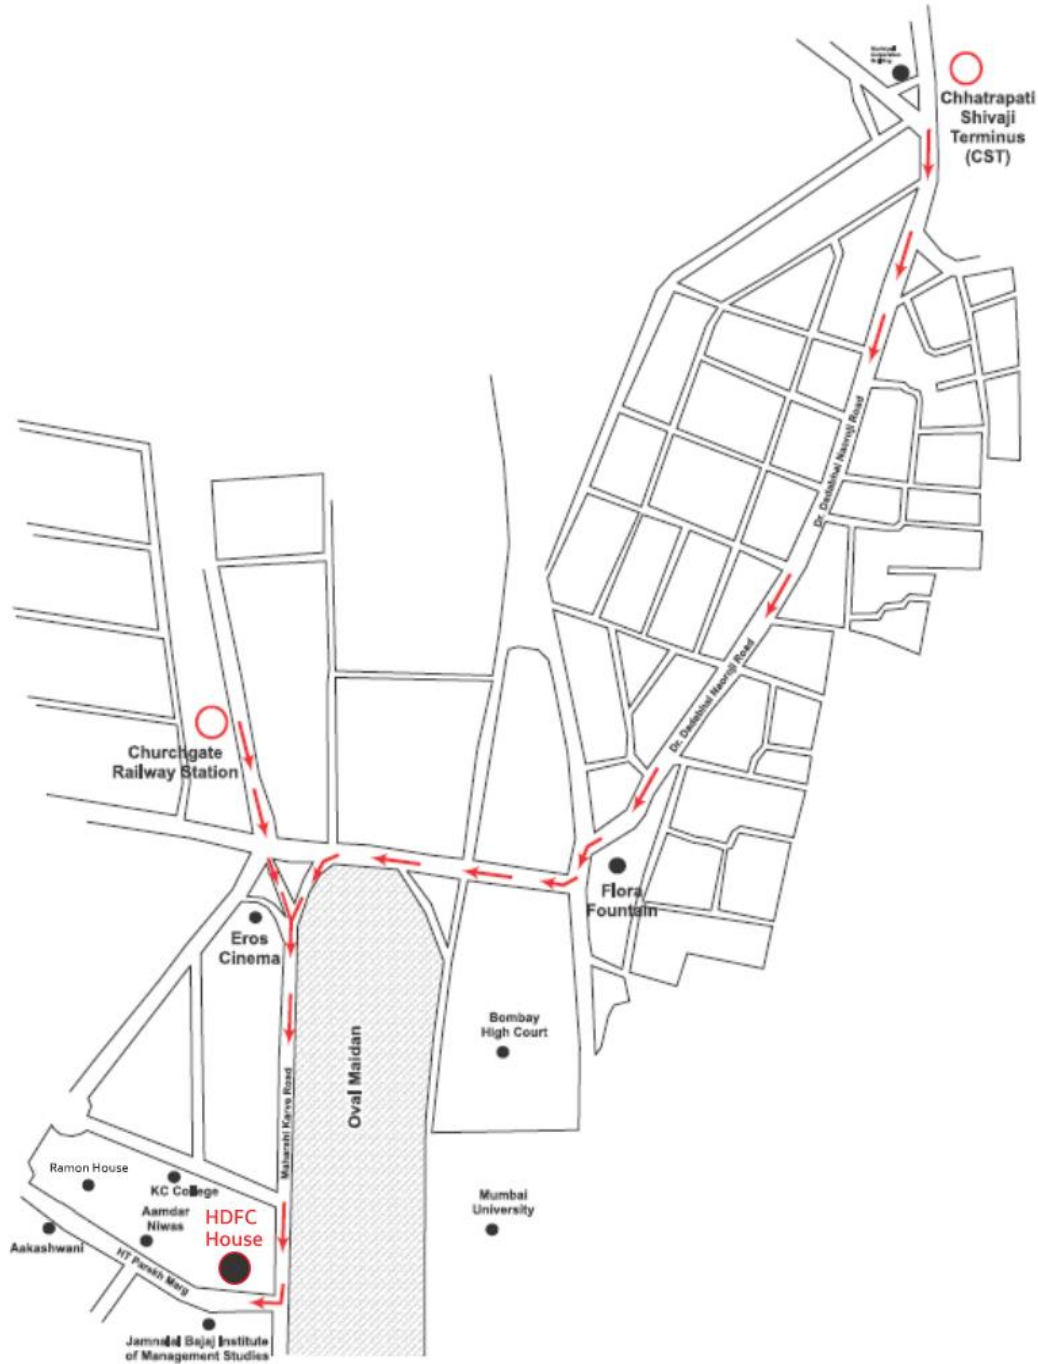 Chhatrapati
Shivaji
Terminus
(CST)
Dr. Dadabhai Naoroji Road
Dr. Dadabhai Naoroji Road
Churchgate
Railway Station
Flora
Fountain
Eros
Cinema
Bombay
High Court
Oval Maidan
Maharshi Karve Road
Ramon House
KC College
Aamdar
Niwas
HDFC
House
Mumbai
University
Aakashwani
HT Parekh Marg
Jamnalal Bajaj Institute
of Management Studies